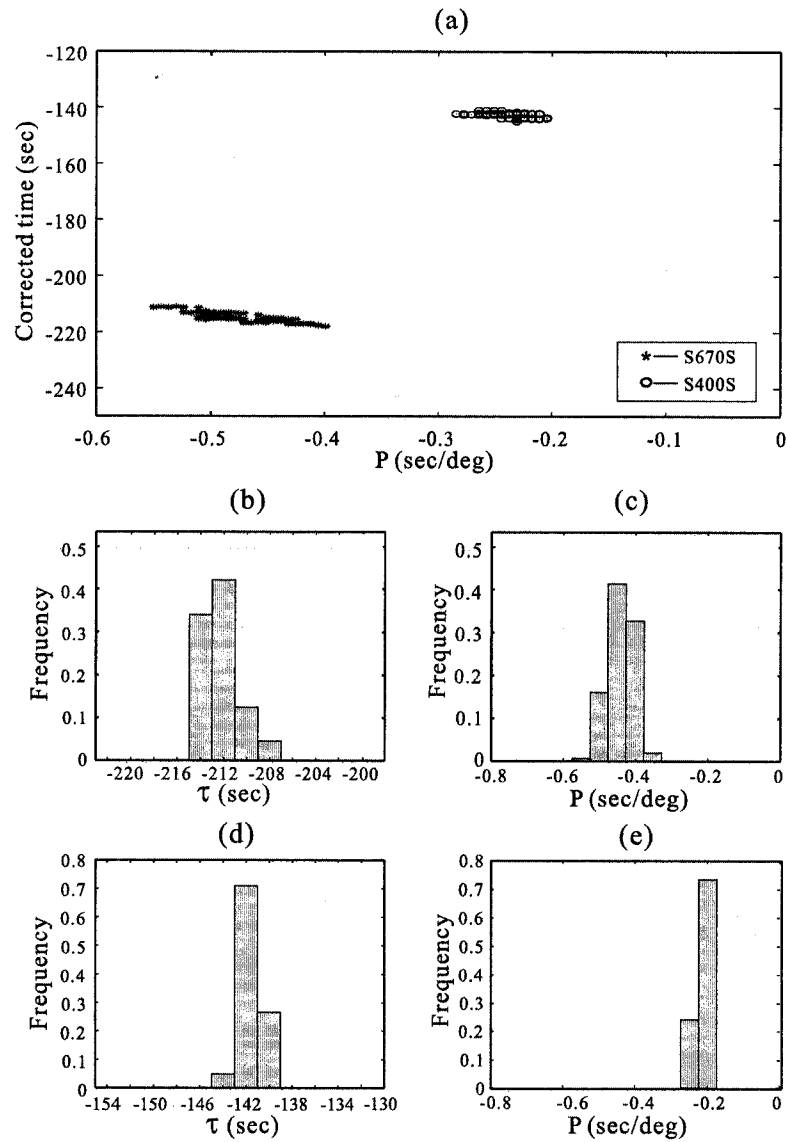 (a)
Corrected time (sec)
-120
-140
-160
-180
-200
-220
-240
-250
-0.6 -0.5 -0.4 -0.3 -0.2 -0.1 0
P (sec/deg)
*— S670S
o— S400S
(b)
Frequency
0.5
0.4
0.3
0.2
0.1
0
-220 -216 -211 -208 -204 -200
τ (sec)
(c)
Frequency
0.5
0.4
0.3
0.2
0.1
0
-0.8 -0.6 -0.4 -0.2 0
P (sec/deg)
(d)
Frequency
0.8
0.7
0.6
0.5
0.4
0.3
0.2
0.1
0
-154 -150 -146 -142 -138 -134 -130
τ (sec)
(e)
Frequency
0.8
0.7
0.6
0.5
0.4
0.3
0.2
0.1
0
-0.8 -0.6 -0.4 -0.2 0
P (sec/deg)